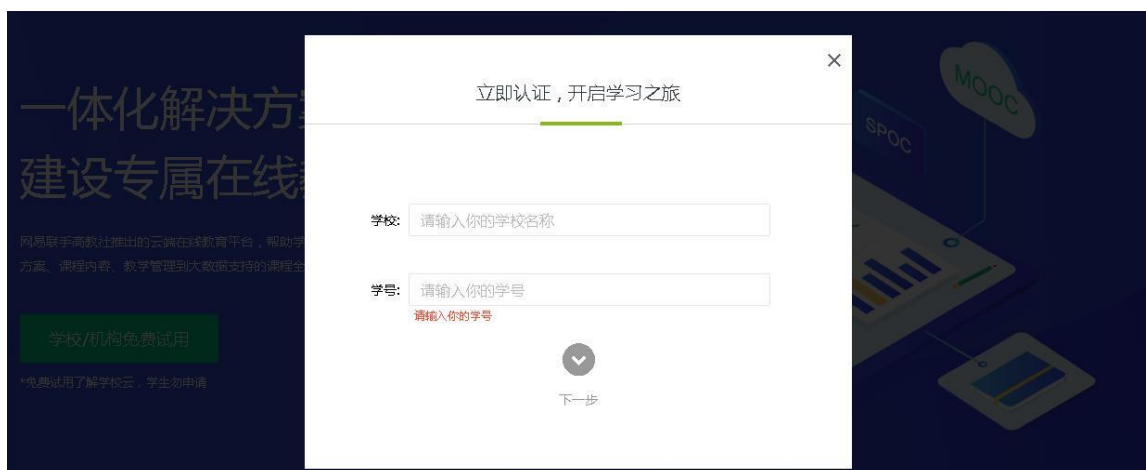 立即认证，开启学习之旅
学校: 请输入你的学校名称
学号: 请输入你的学号
请输入你的学号
下一步
一体化解决方
建设专属在线
网易联手高教社推出的云端在线教育平台，帮助学
方案、课程内容、教学管理到大数据支持的课程全
学校/机构免费试用
*免费试用了解学校云，学生勿申请
MOOC
SPOC